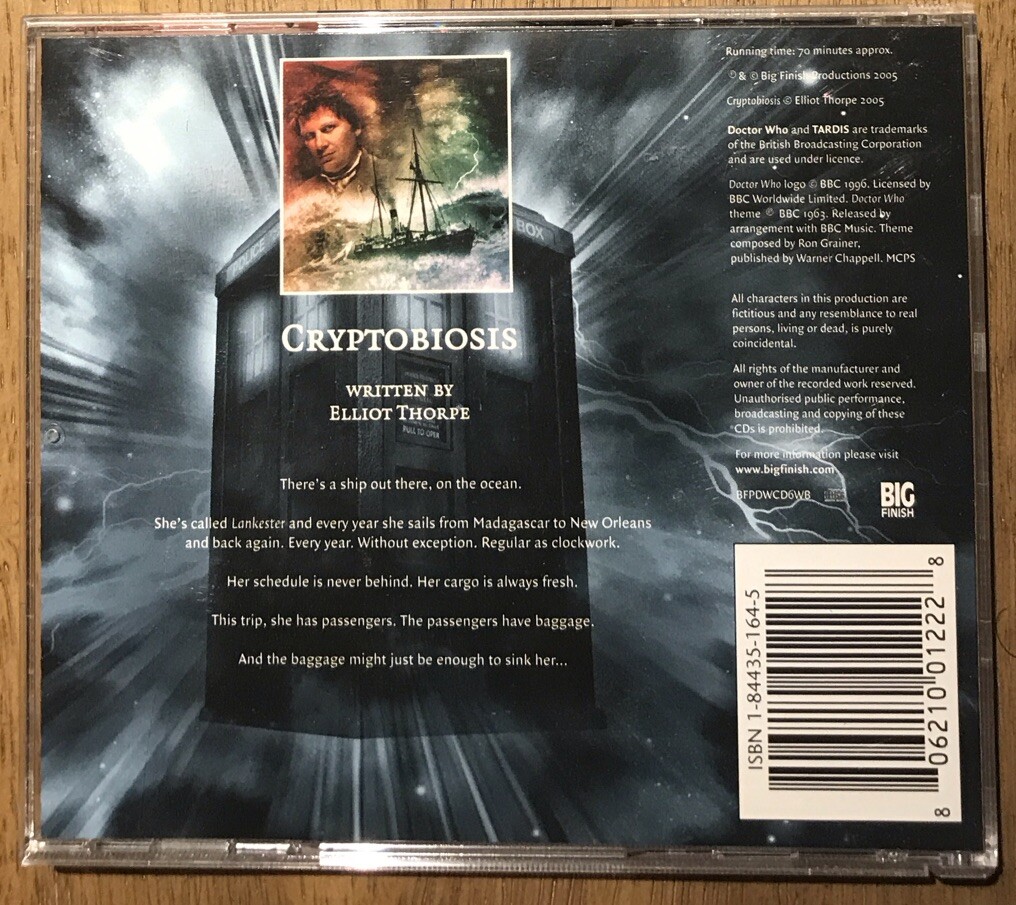 POLICE BOX
CRYPTOBIOSIS
WRITTEN BY
ELLIOT THORPE
PULL TO OPEN
There's a ship out there, on the ocean.
She's called Lankester and every year she sails from Madagascar to New Orleans
and back again. Every year. Without exception. Regular as clockwork.
Her schedule is never behind. Her cargo is always fresh.
This trip, she has passengers. The passengers have baggage.
And the baggage might just be enough to sink her...
Running time: 70 minutes approx.
℗ & © Big Finish Productions 2005
Cryptobiosis © Elliot Thorpe 2005
Doctor Who and TARDIS are trademarks
of the British Broadcasting Corporation
and are used under licence.
Doctor Who logo © BBC 1996. Licensed by
BBC Worldwide Limited. Doctor Who
theme © BBC 1963. Released by
arrangement with BBC Music. Theme
composed by Ron Grainer,
published by Warner Chappell. MCPS
All characters in this production are
fictitious and any resemblance to real
persons, living or dead, is purely
coincidental.
All rights of the manufacturer and
owner of the recorded work reserved.
Unauthorised public performance,
broadcasting and copying of these
CDs is prohibited.
For more information please visit
www.bigfinish.com
BFPDWCD6WB
BIG
FINISH
ISBN 1-84435-164-5
8 06210 01222 8